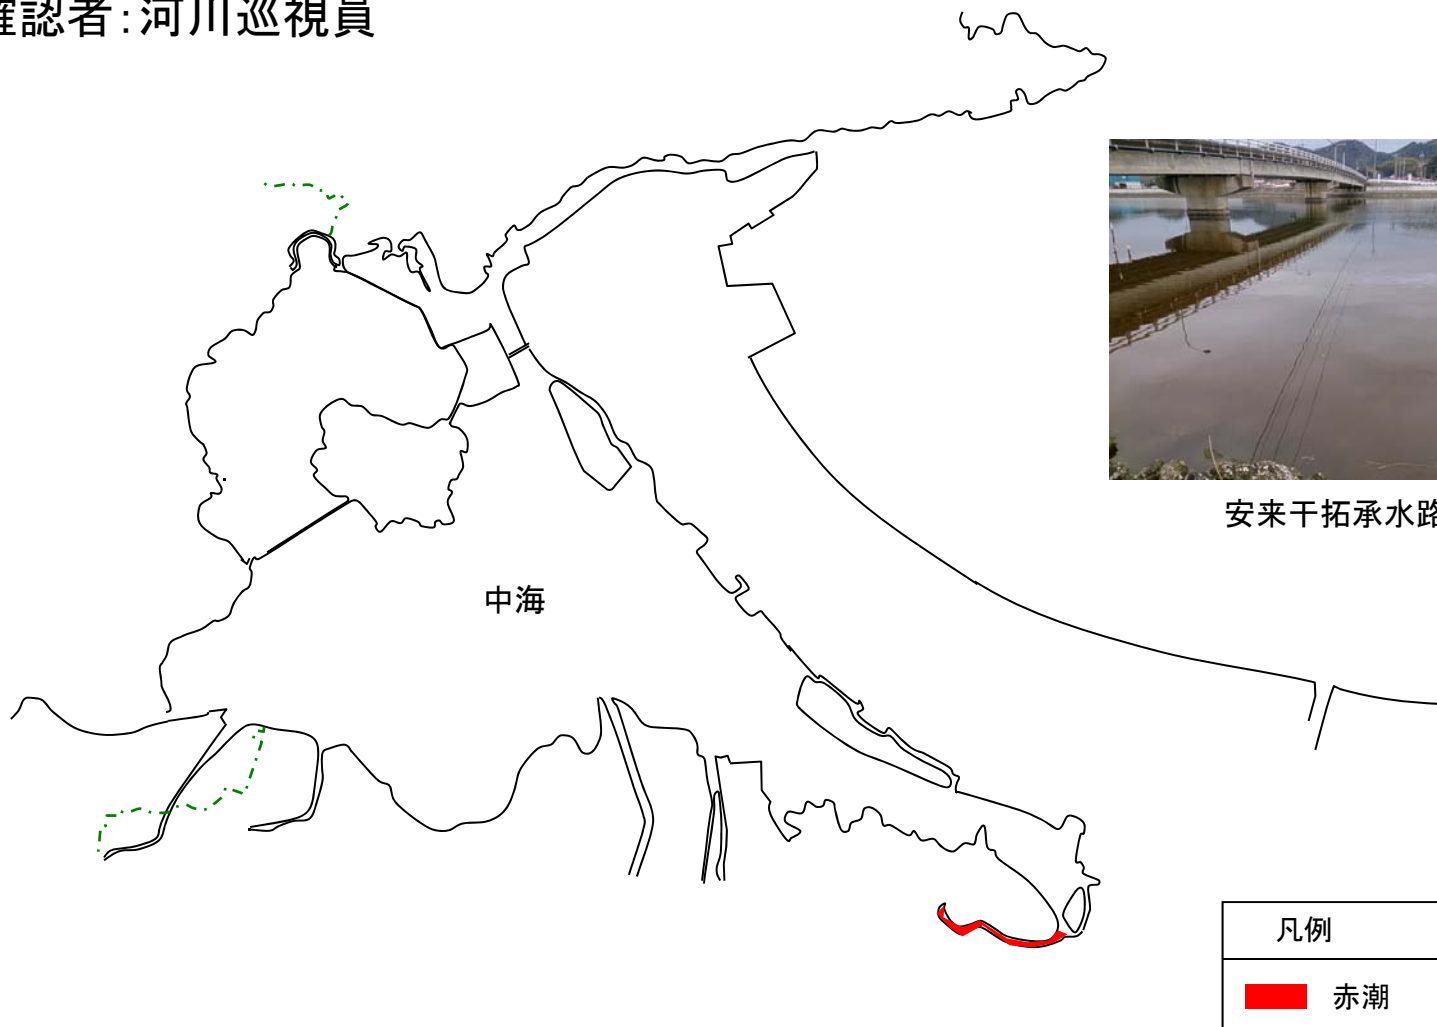 確認者：河川巡視員
安来干拓承水路
中海
凡例
赤潮